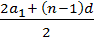 2a₁ + (n−1)d
2